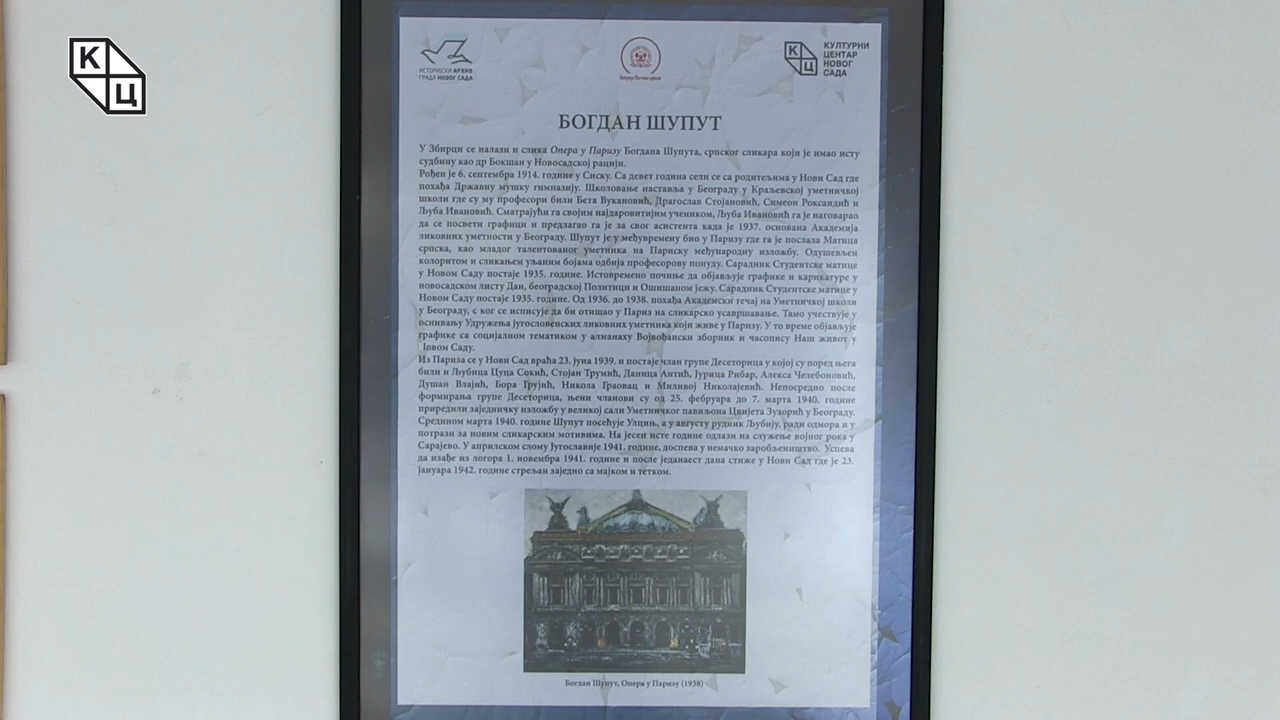 К
Ц
ИСТОРИЈСКИ АРХИВ
ГРАДА НОВОГ САДА
К
Ц
КУЛТУРНИ
ЦЕНТАР
НОВОГ
САДА
БОГДАН ШУПУТ
У Збирци се налази и слика Опера у Паризу Богдана Шупута, српског сликара који је имао исту
судбину као др Бокшан у Новосадској рацији.
Рођен је 6. септембра 1914. године у Сиску. Са девет година сели се са родитељима у Нови Сад где
похађа Државну мушку гимназију. Школовање наставља у Београду у Краљевској уметничкој
школи где су му професори били Бета Вукановић, Драгослав Стојановић, Симеон Роксандић и
Љуба Ивановић. Сматрајући га својим најдаровитијим учеником, Љуба Ивановић га је наговарао
да се посвети графици и предлагао га је за свог асистента када је 1937. основана Академија
ликовних уметности у Београду. Шупут је у међувремену био у Паризу где га је послала Матица
српска, као младог талентованог уметника на Париску међународну изложбу. Одушевљен
колоритом и сликањем уљаним бојама одбија професорову понуду. Сарадник Студентске матице
у Новом Саду постаје 1935. године. Истовремено почиње да објављује графике и карикатуре у
новосадском листу Дан, београдској Политици и Ошишаном јежу. Сарадник Студентске матице у
Новом Саду постаје 1935. године. Од 1936. до 1938. похађа Академски течај на Уметничкој школи
у Београду, с ког се исписује да би отишао у Париз на сликарско усавршавање. Тамо учествује у
оснивању Удружења југословенских ликовних уметника који живе у Паризу. У то време објављује
графике са социјалном тематиком у алманаху Војвођански зборник и часопису Наш живот у
Новом Саду.
Из Париза се у Нови Сад враћа 23. јуна 1939. и постаје члан групе Десеторица у којој су поред њега
били и Љубица Цуца Сокић, Стојан Трумић, Даница Антић, Јурица Рибар, Алекса Челебоновић,
Душан Влајић, Бора Грујић, Никола Граовац и Миливој Николајевић. Непосредно после
формирања групе Десеторица, њени чланови су од 25. фебруара до 7. марта 1940. године
приредили заједничку изложбу у великој сали Уметничког павиљона Цвијета Зузорић у Београду.
Средином марта 1940. године Шупут посећује Улцињ, а у августу рудник Љубију, ради одмора и у
потрази за новим сликарским мотивима. На јесен исте године одлази на служење војног рока у
Сарајево. У априлском слому Југославије 1941. године, доспева у немачко заробљеништво. Успева
да изађе из логора 1. новембра 1941. године и после једанаест дана стиже у Нови Сад где је 23.
јануара 1942. године стрељан заједно са мајком и тетком.
Богдан Шупут, Опера у Паризу (1938)